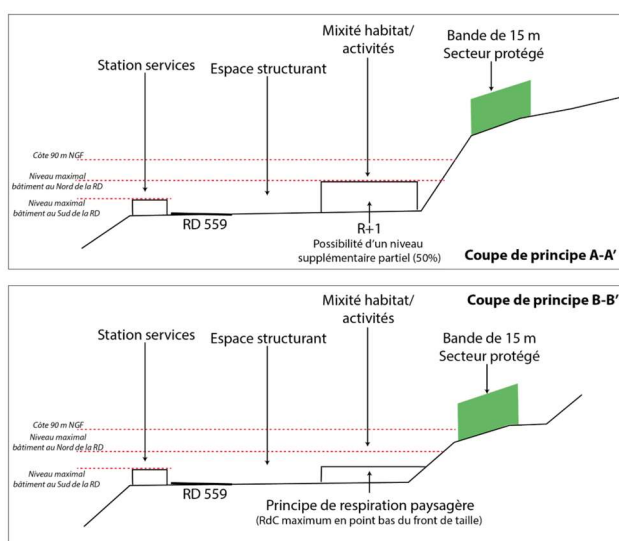 Mixité habitat/
activités
Bande de 15 m
Secteur protégé
Station services
Espace structurant
Côte 90 m NGF
Niveau maximal
bâtiment au Nord de la RD
Niveau maximal
bâtiment au Sud de la RD
RD 559
R+1
Possibilité d'un niveau
supplémentaire partiel (50%)
Coupe de principe A-A'
Coupe de principe B-B'
Mixité habitat/
activités
Station services
Espace structurant
Bande de 15 m
Secteur protégé
Côte 90 m NGF
Niveau maximal
bâtiment au Nord de la RD
Niveau maximal
bâtiment au Sud de la RD
RD 559
Principe de respiration paysagère
(RdC maximum en point bas du front de taille)